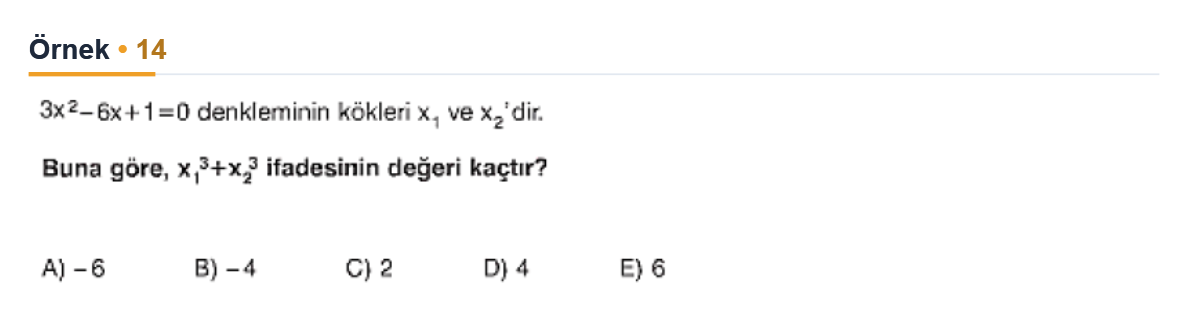 Örnek • 14
3x²–6x+1=0 denkleminin kökleri x₁ ve x₂'dir.
Buna göre, x₁³+x₂³ ifadesinin değeri kaçtır?
A) –6 B) –4 C) 2 D) 4 E) 6